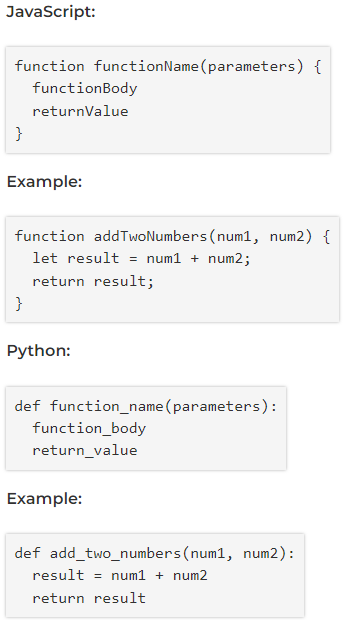 JavaScript:
function functionName(parameters) {
  functionBody
  returnValue
}
Example:
function addTwoNumbers(num1, num2) {
  let result = num1 + num2;
  return result;
}
Python:
def function_name(parameters):
  function_body
  return_value
Example:
def add_two_numbers(num1, num2):
  result = num1 + num2
  return result